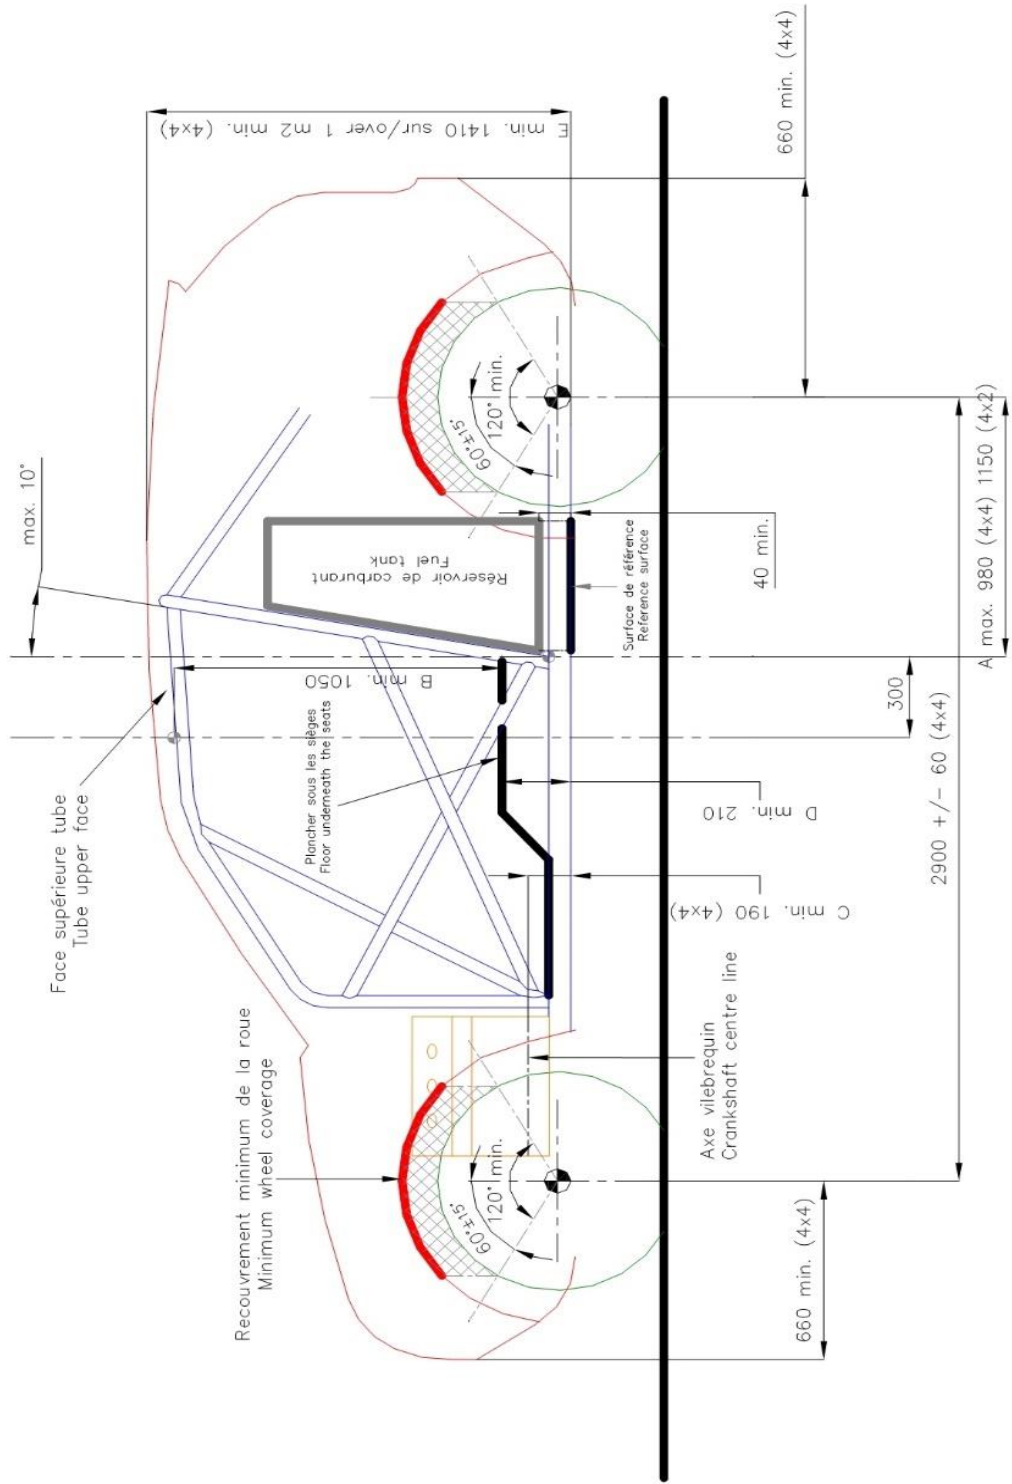 max. 10°
Face supérieure tube
Tube upper face
E min. 1410 sur/over 1 m2 min. (4x4)
B min. 1050
Réservoir de carburant
Fuel tank
Plancher sous les sièges
Floor underneath the seats
Recouvrement minimum de la roue
Minimum wheel coverage
120° min.
60°±15°
120° min.
60°±15°
Surface de référence
Reference surface
40 min.
D min. 210
C min. 190 (4x4)
Axe vilebrequin
Crankshaft centre line
660 min. (4x4)
660 min. (4x4)
300
2900 +/- 60 (4x4)
A max. 980 (4x4) 1150 (4x2)